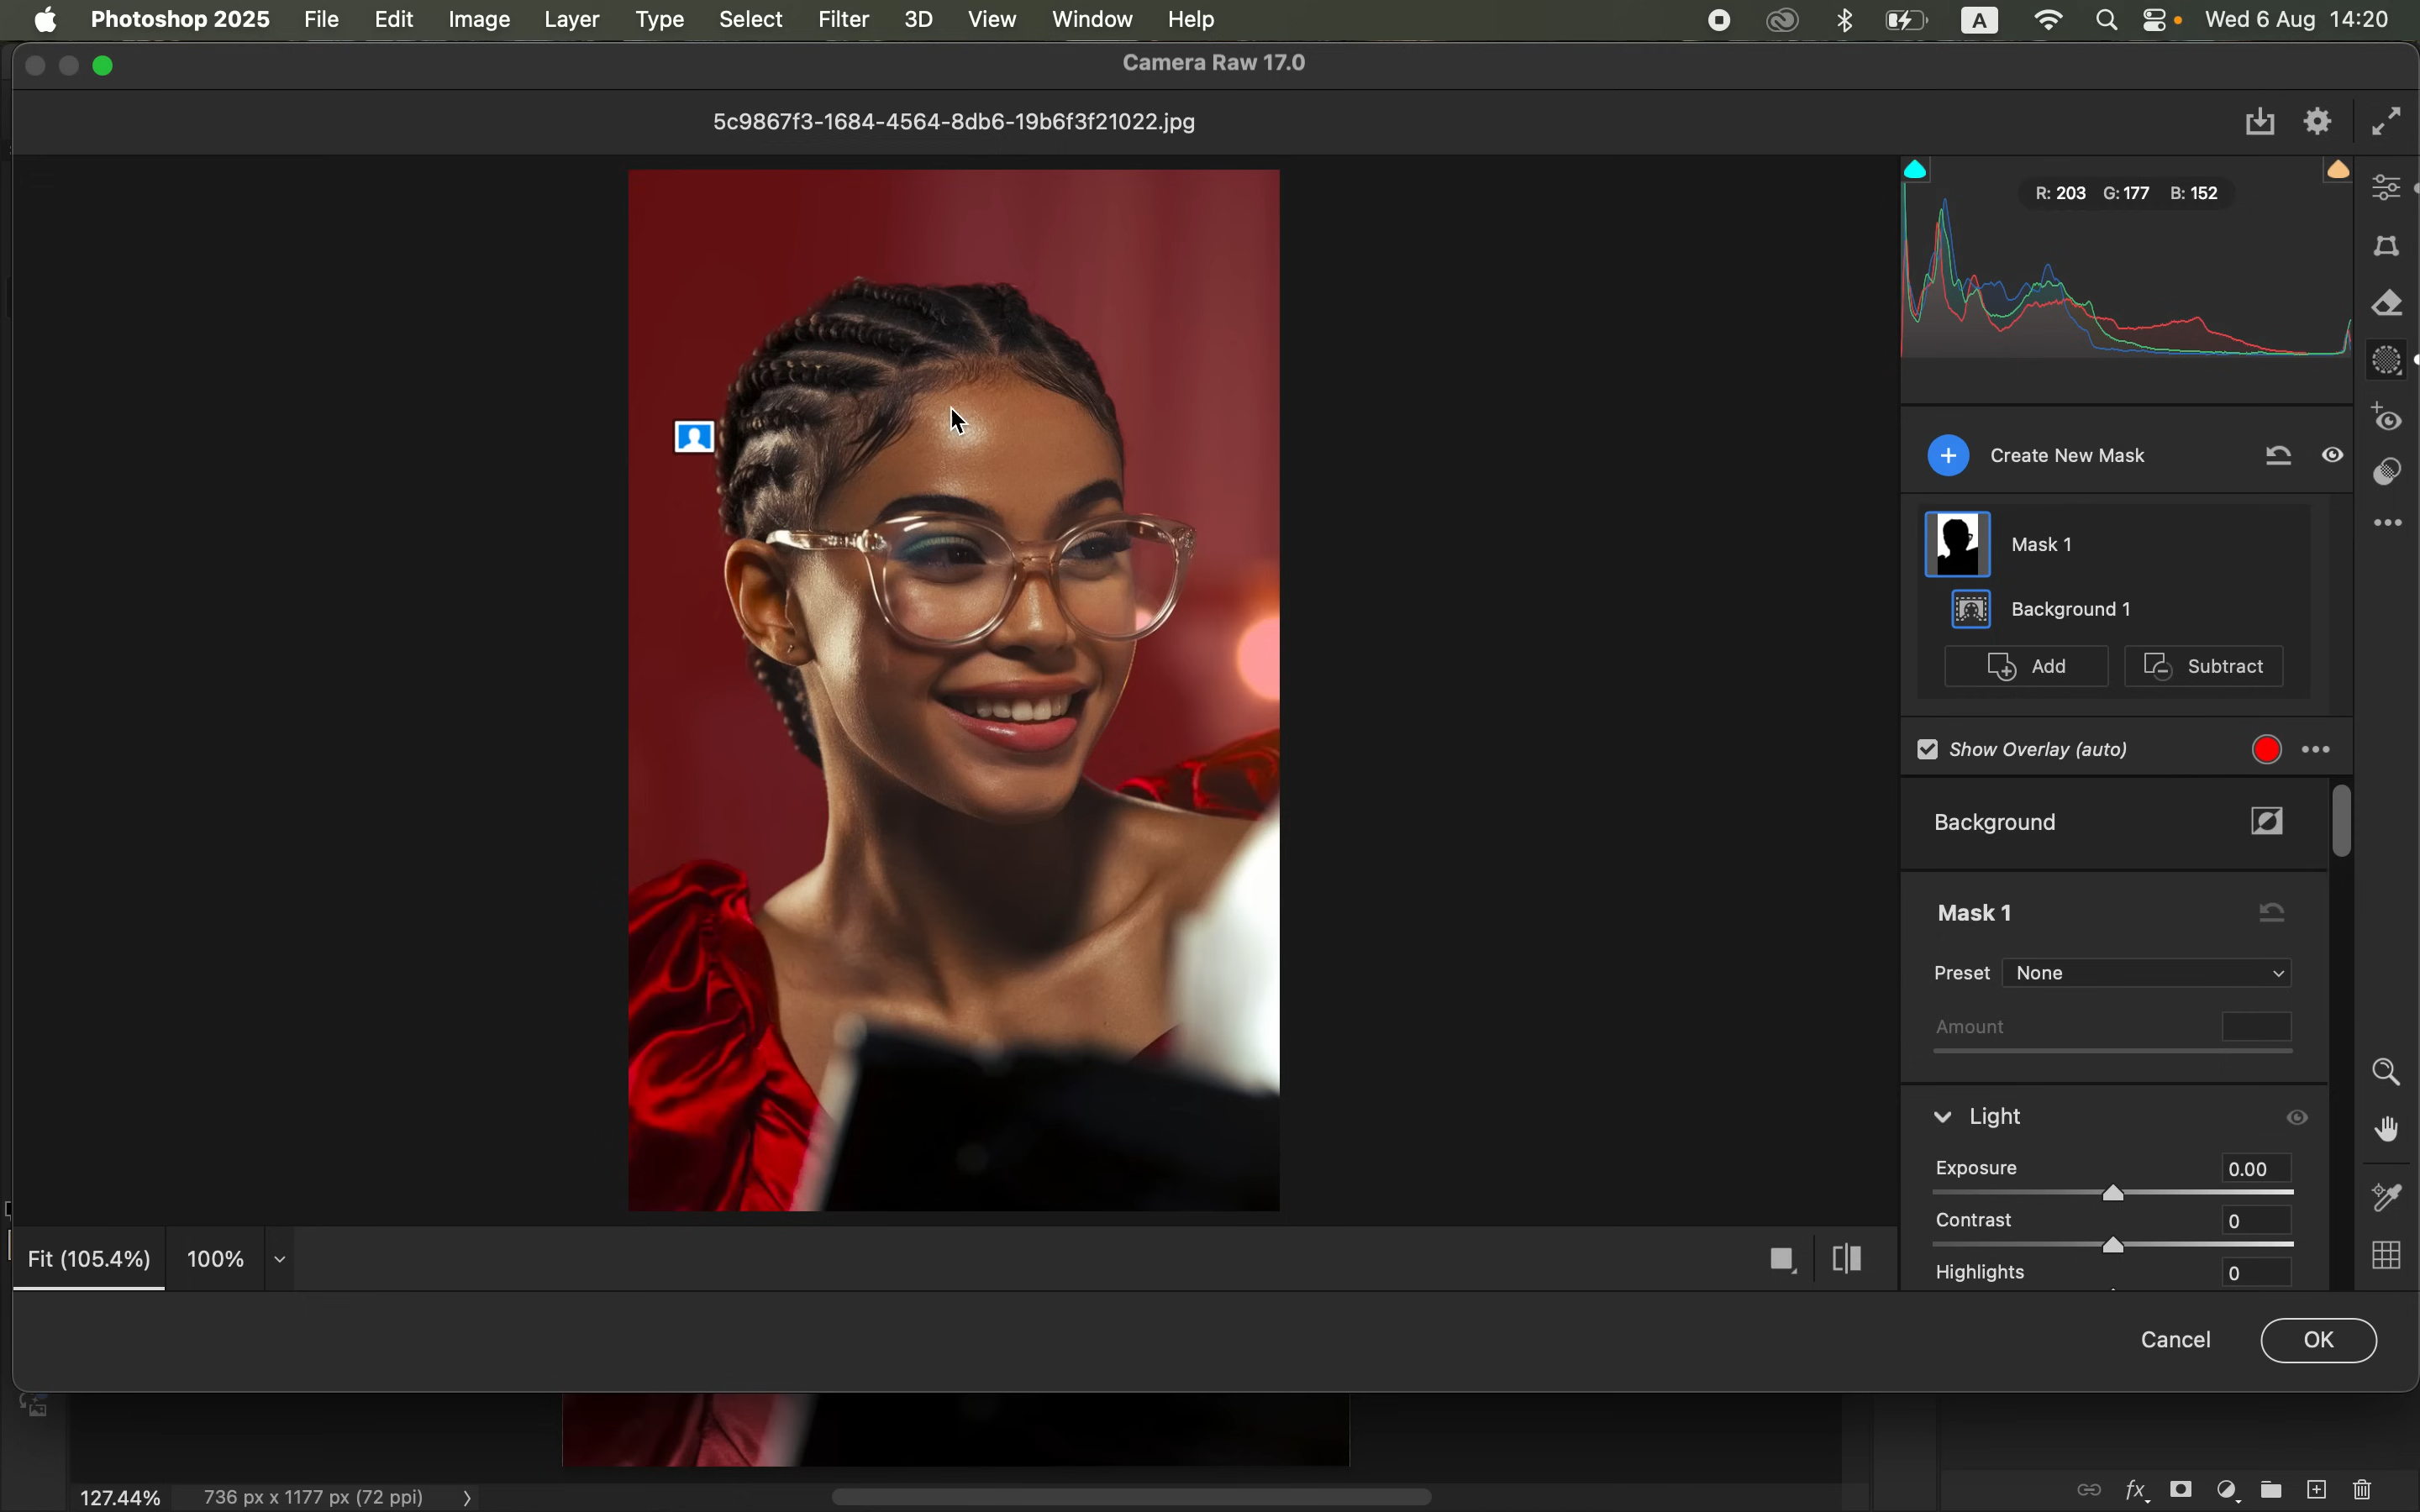 Photoshop 2025 File Edit Image Layer Type Select Filter 3D View Window Help A Wed 6 Aug 14:20
Camera Raw 17.0
5c9867f3-1684-4564-8db6-19b6f3f21022.jpg
R: 203 G: 177 B: 152
Create New Mask
Mask 1
Background 1
Add Subtract
Show Overlay (auto)
Background
Mask 1
Preset None
Amount
Light
Exposure 0.00
Contrast 0
Highlights 0
Fit (105.4%) 100%
Cancel OK
127.44% 736 px x 1177 px (72 ppi)
fx